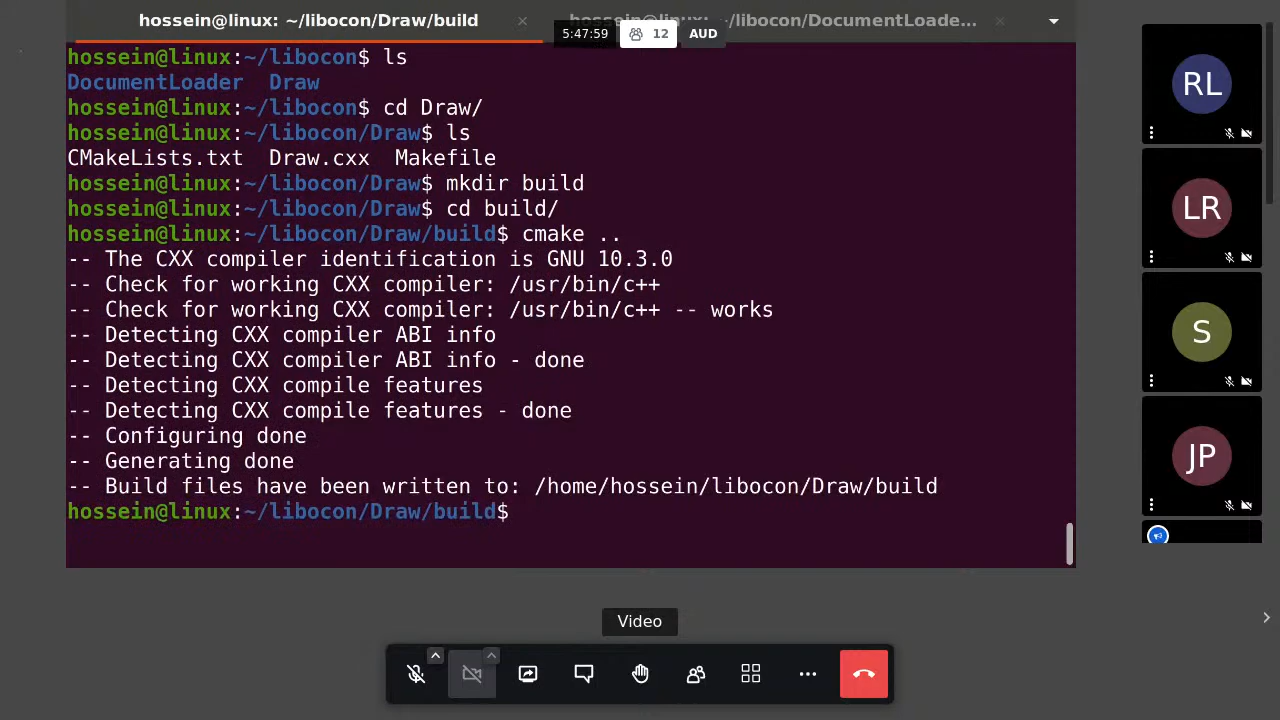 hossein@linux: ~/libocon/Draw/build
hossein@linux: ~/libocon/DocumentLoade...
5:47:59
12
AUD
hossein@linux:~/libocon$ ls
DocumentLoader  Draw
hossein@linux:~/libocon$ cd Draw/
hossein@linux:~/libocon/Draw$ ls
CMakeLists.txt  Draw.cxx  Makefile
hossein@linux:~/libocon/Draw$ mkdir build
hossein@linux:~/libocon/Draw$ cd build/
hossein@linux:~/libocon/Draw/build$ cmake ..
-- The CXX compiler identification is GNU 10.3.0
-- Check for working CXX compiler: /usr/bin/c++
-- Check for working CXX compiler: /usr/bin/c++ -- works
-- Detecting CXX compiler ABI info
-- Detecting CXX compiler ABI info - done
-- Detecting CXX compile features
-- Detecting CXX compile features - done
-- Configuring done
-- Generating done
-- Build files have been written to: /home/hossein/libocon/Draw/build
hossein@linux:~/libocon/Draw/build$
RL
LR
S
JP
Video